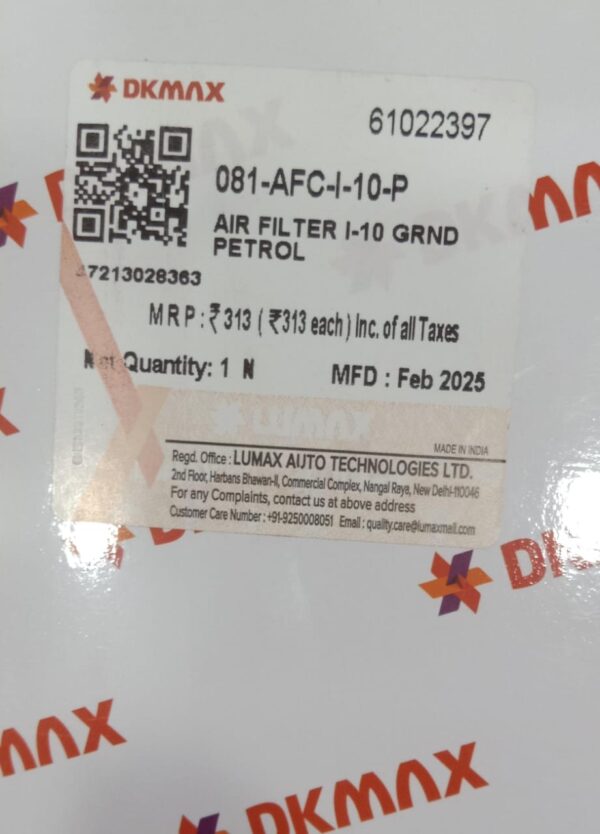 DKMAX
61022397
081-AFC-I-10-P
AIR FILTER I-10 GRND
PETROL
37213028363
M R P : ₹ 313 ( ₹313 each ) Inc. of all Taxes
Net Quantity: 1 N
MFD : Feb 2025
LUMAX
MADE IN INDIA
Regd. Office : LUMAX AUTO TECHNOLOGIES LTD.
2nd Floor, Harbans Bhawan-II, Commercial Complex, Nangal Raya, New Delhi-110046
For any Complaints, contact us at above address
Customer Care Number : +91-9250008051 Email : quality.care@lumaxmail.com
DKMAX
DKMAX